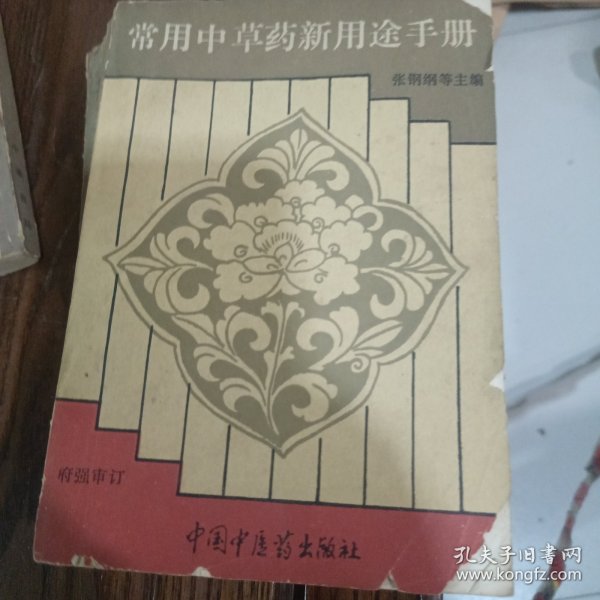 常用中草药新用途手册
张钢纲等主编
府强审订
中国中医药出版社
孔夫子旧书网
www.kongfz.com